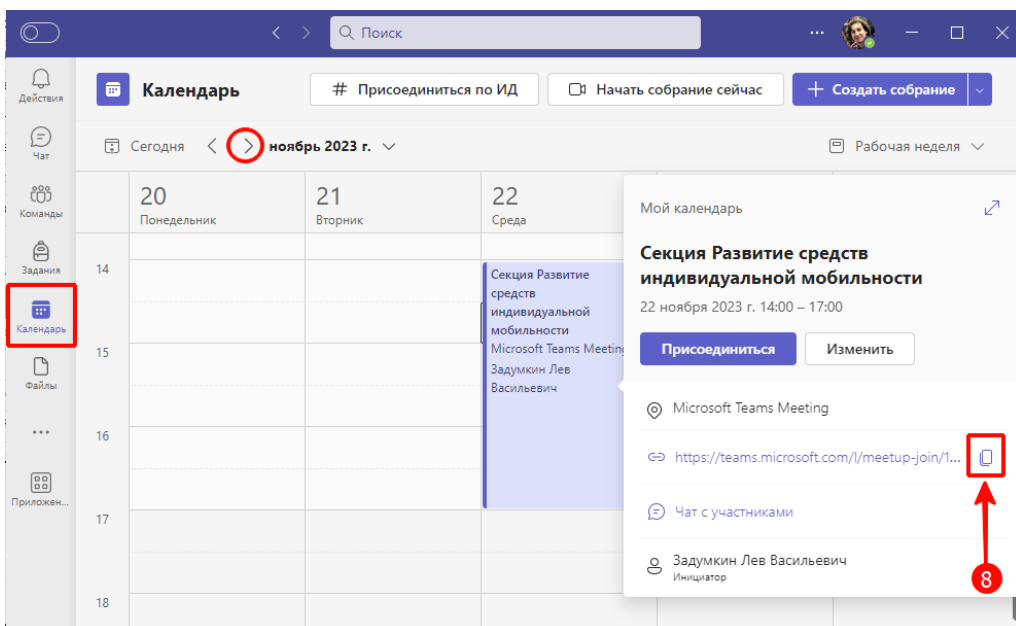 Поиск
...
Действия
Чат
Команды
Задания
Календарь
Файлы
...
Приложен...
Календарь
# Присоединиться по ИД
Начать собрание сейчас
+ Создать собрание
Сегодня
ноябрь 2023 г.
Рабочая неделя
20
Понедельник
21
Вторник
22
Среда
14
15
16
17
18
Секция Развитие
средств
индивидуальной
мобильности
Microsoft Teams Meeting
Задумкин Лев
Васильевич
Мой календарь
Секция Развитие средств
индивидуальной мобильности
22 ноября 2023 г. 14:00 – 17:00
Присоединиться
Изменить
Microsoft Teams Meeting
https://teams.microsoft.com/l/meetup-join/1...
Чат с участниками
Задумкин Лев Васильевич
Инициатор
8